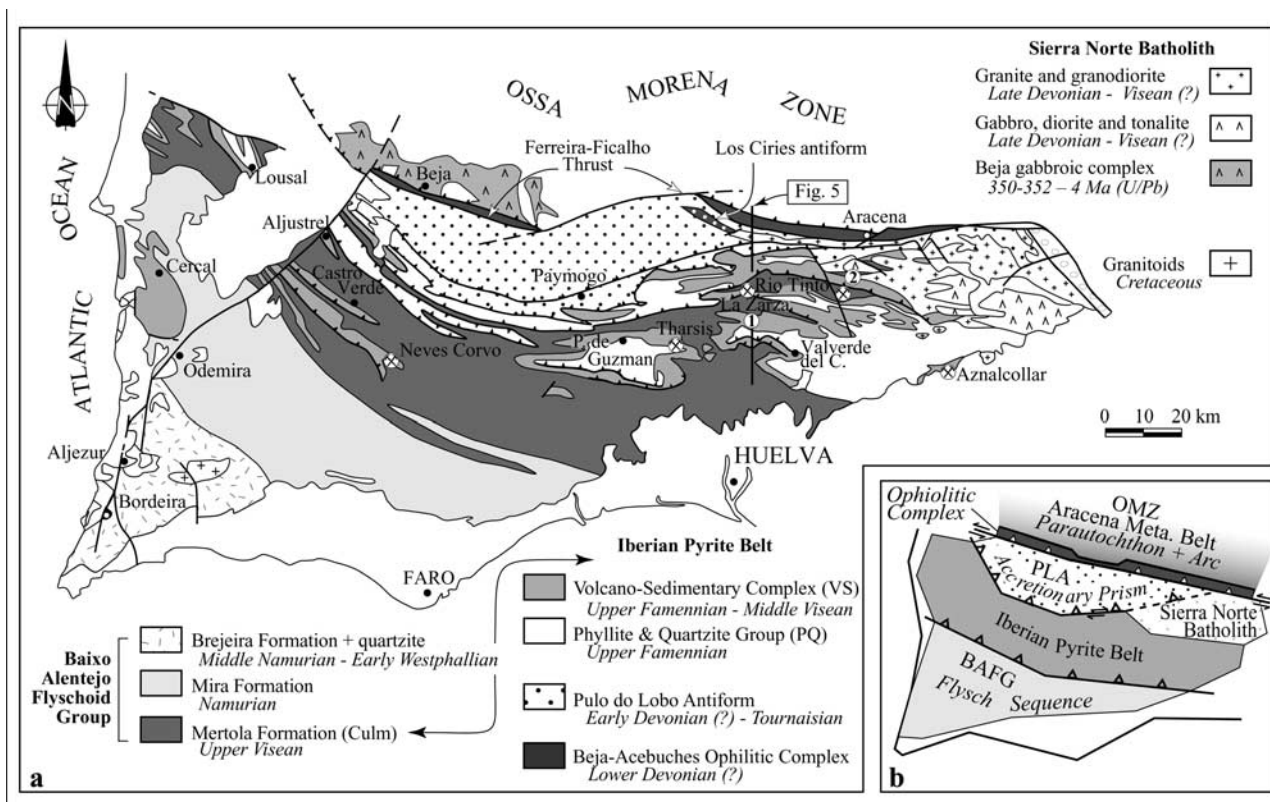 Sierra Norte Batholith
Granite and granodiorite
Late Devonian - Visean (?)
Gabbro, diorite and tonalite
Late Devonian - Visean (?)
Beja gabbroic complex
350-352 – 4 Ma (U/Pb)
Granitoids
Cretaceous
N
OSSA MORENA ZONE
Ferreira-Ficalho
Thrust
Los Ciries antiform
Fig. 5
ATLANTIC OCEAN
Lousal
Beja
Aracena
Aljustrel
Cercal
Castro
Verde
Paymogo
2
Rio Tinto
La Zarza
1
Tharsis
P. de
Guzman
Neves Corvo
Valverde
del C.
Aznalcollar
Odemira
0 10 20 km
Aljezur
HUELVA
Bordeira
FARO
Iberian Pyrite Belt
Volcano-Sedimentary Complex (VS)
Upper Famennian - Middle Visean
Phyllite & Quartzite Group (PQ)
Upper Famennian
Pulo do Lobo Antiform
Early Devonian (?) - Tournaisian
Beja-Acebuches Ophilitic Complex
Lower Devonian (?)
Baixo
Alentejo
Flyschoid
Group
Brejeira Formation + quartzite
Middle Namurian - Early Westphallian
Mira Formation
Namurian
Mertola Formation (Culm)
Upper Visean
a
Ophiolitic
Complex
OMZ
Aracena Meta. Belt
Parautochthon + Arc
PLA
Accretionary Prism
Sierra Norte
Batholith
Iberian Pyrite Belt
BAFG
Flysch Sequence
b